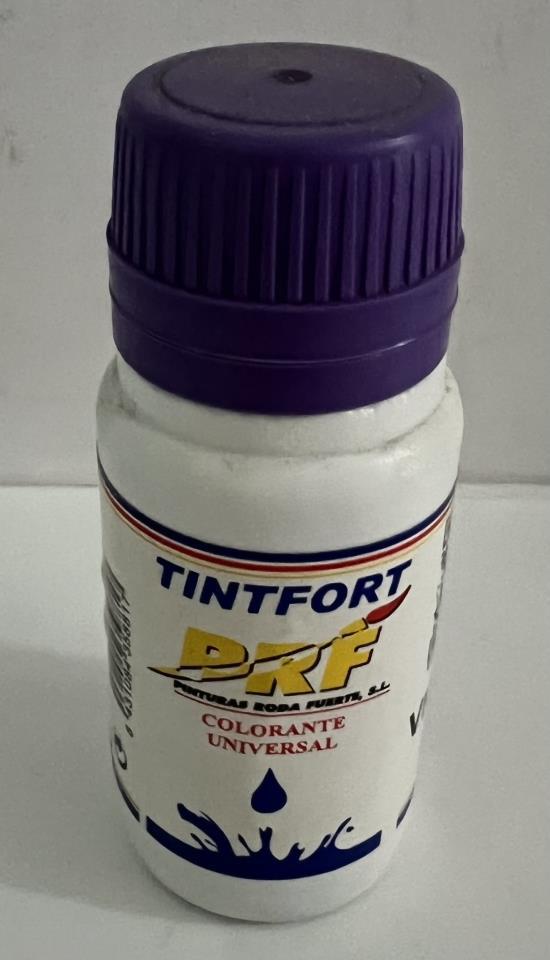 TINTFORT
PRF
PINTURAS RODA FUERTE, S.L.
COLORANTE
UNIVERSAL